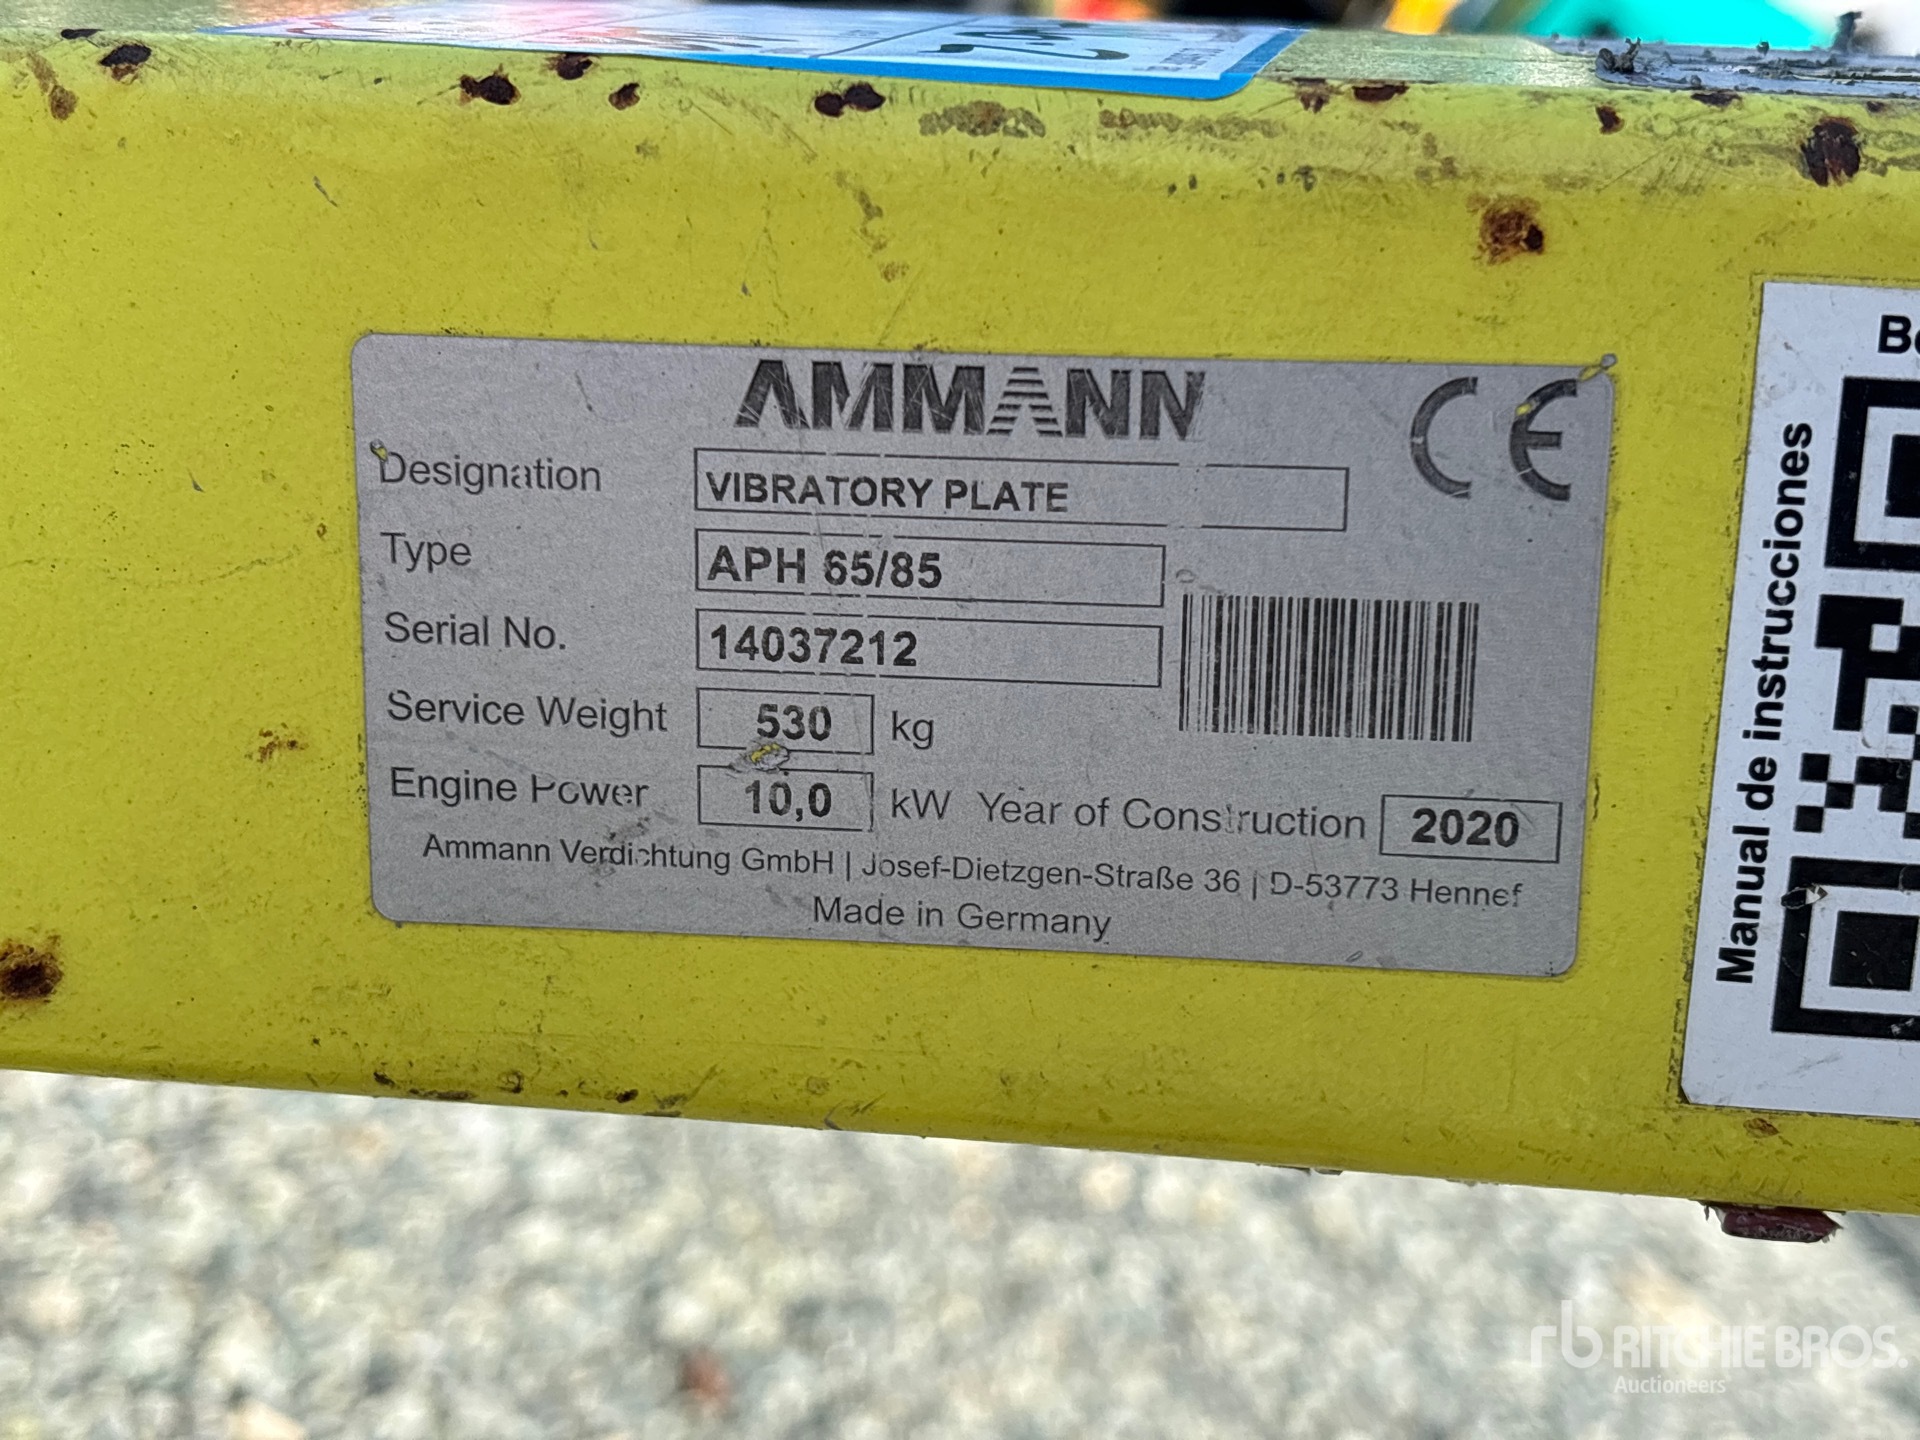 AMMANN
CE
Designation VIBRATORY PLATE
Type APH 65/85
Serial No. 14037212
Service Weight 530 kg
Engine Power 10,0 kW Year of Construction 2020
Ammann Verdichtung GmbH | Josef-Dietzgen-Straße 36 | D-53773 Hennef
Made in Germany
Manual de instrucciones
rb RITCHIE BROS.
Auctioneers